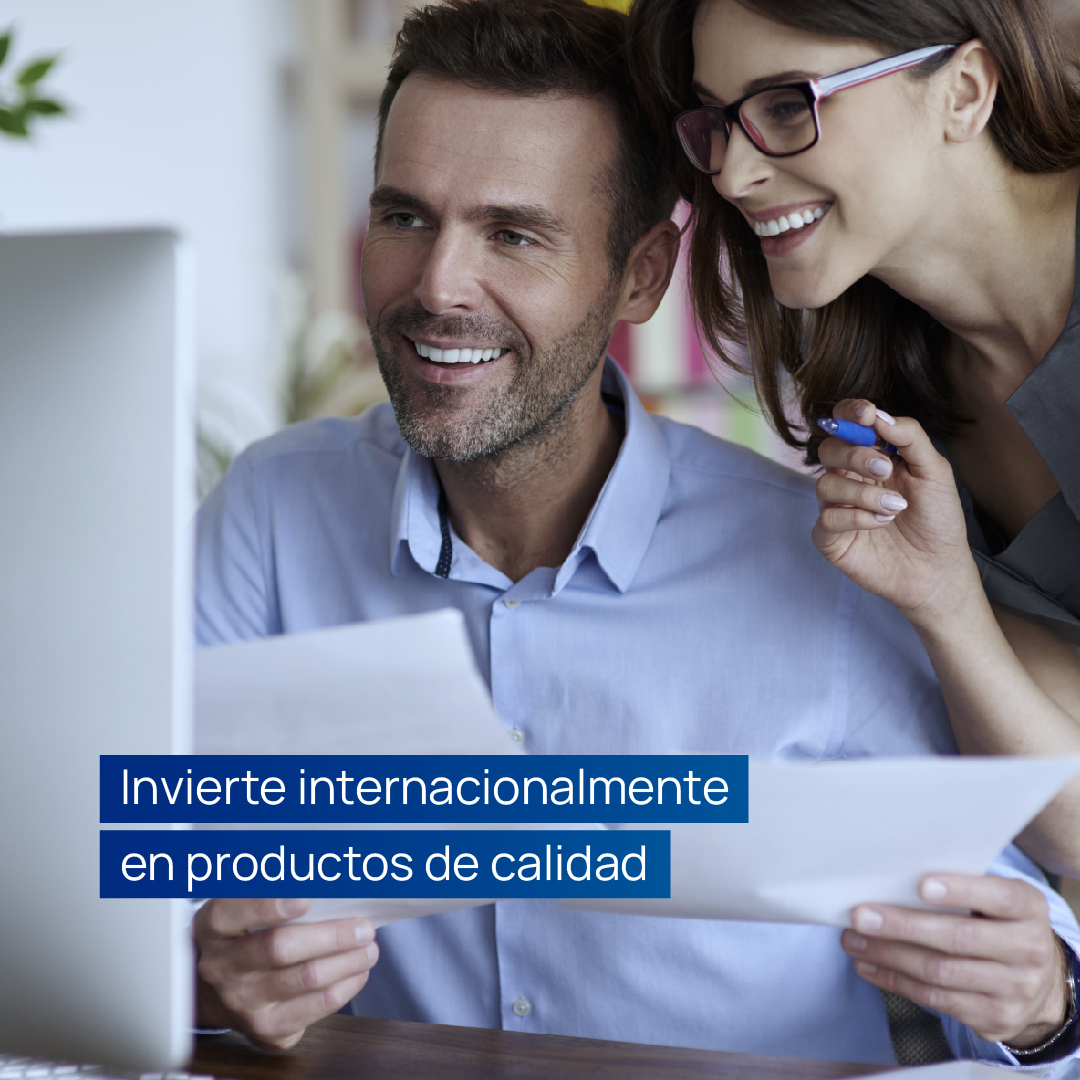 Invierte internacionalmente
en productos de calidad